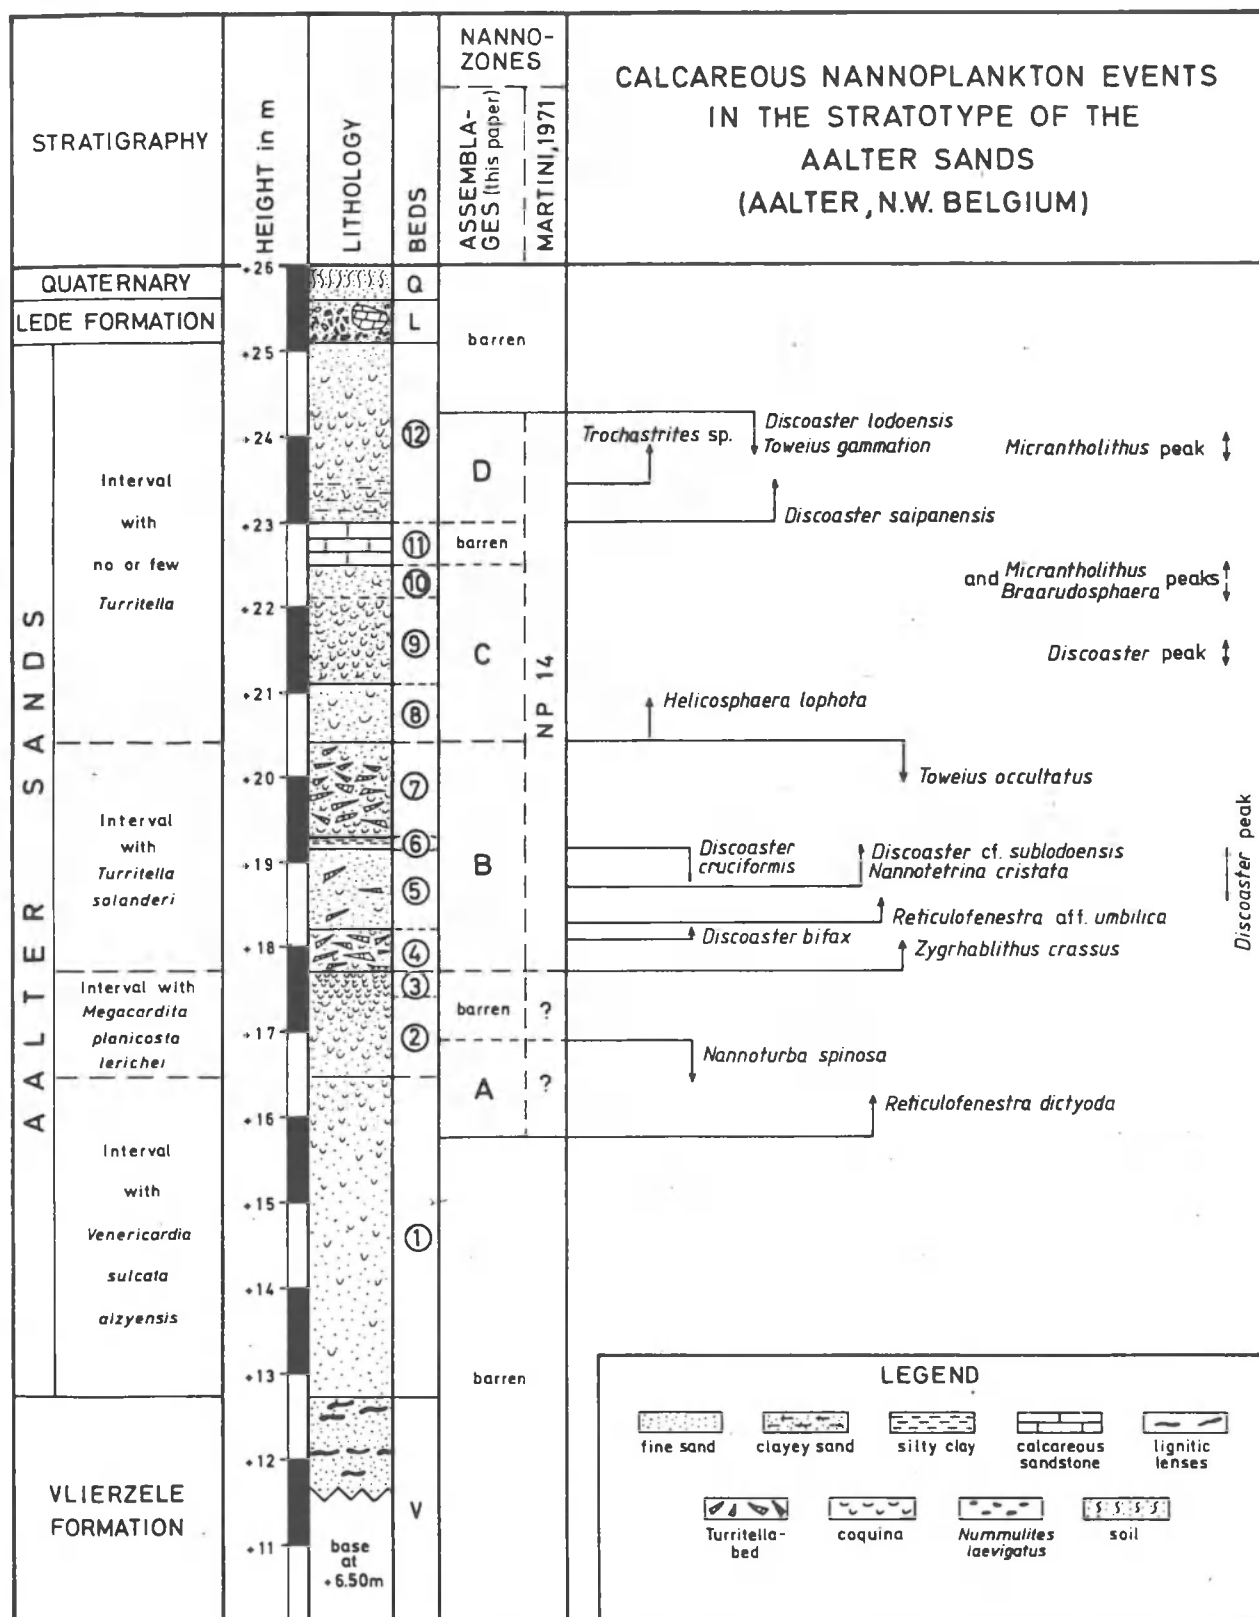 STRATIGRAPHY
HEIGHT in m
LITHOLOGY
BEDS
NANNO-
ZONES
ASSEMBLA-
GES (this paper)
MARTINI, 1971
CALCAREOUS NANNOPLANKTON EVENTS
IN THE STRATOTYPE OF THE
AALTER SANDS
(AALTER, N.W. BELGIUM)
QUATERNARY
LEDE FORMATION
AALTER SANDS
Interval
with
no or few
Turritella
Interval
with
Turritella
solanderi
Interval with
Megacardita
planicosta
lerichei
Interval
with
Venericardia
sulcata
aizyensis
VLIERZELE
FORMATION
+26
+25
+24
+23
+22
+21
+20
+19
+18
+17
+16
+15
+14
+13
+12
+11
base
at
+6.50m
Q
L
12
11
10
9
8
7
6
5
4
3
2
1
V
barren
D
barren
C
B
barren
A
barren
NP 14
?
?
Trochastrites sp.
Discoaster lodoensis
Toweius gammation
Micrantholithus peak
Discoaster saipanensis
and Micrantholithus peaks
Braarudosphaera
Discoaster peak
Helicosphaera lophota
Toweius occultatus
Discoaster
cruciformis
Discoaster cf. sublodoensis
Nannotetrina cristata
Discoaster peak
Reticulofenestra aff. umbilica
Discoaster bifax
Zygrhablithus crassus
Nannoturba spinosa
Reticulofenestra dictyoda
LEGEND
fine sand
clayey sand
silty clay
calcareous
sandstone
lignitic
lenses
Turritella-
bed
coquina
Nummulites
laevigatus
soil